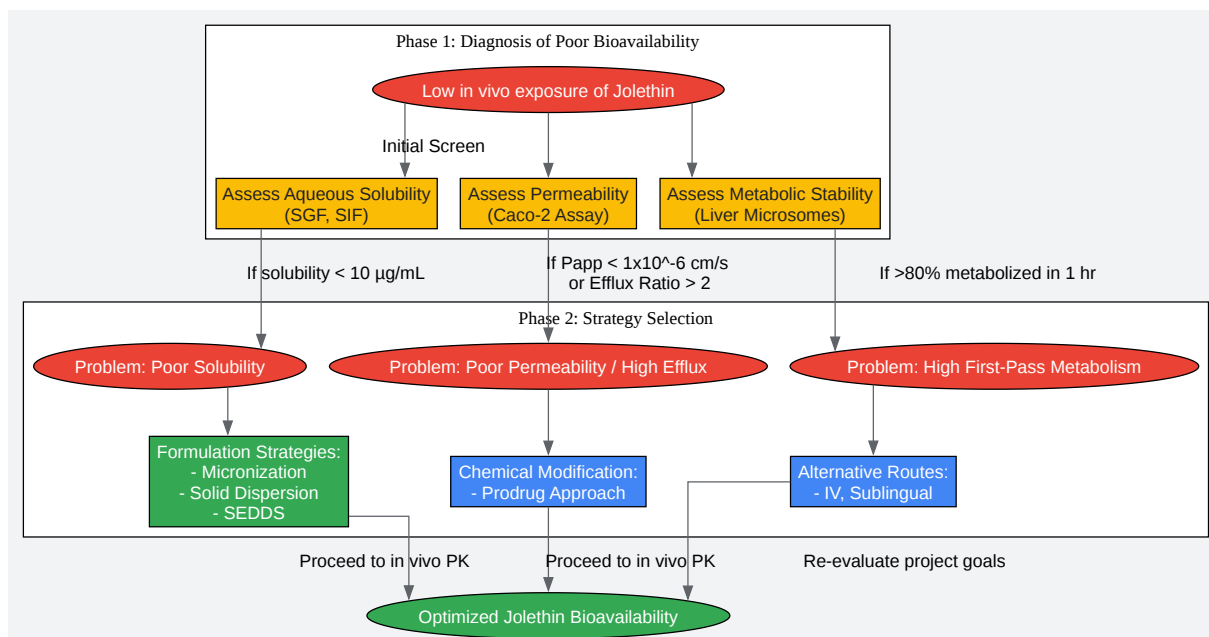 Phase 1: Diagnosis of Poor Bioavailability
Low in vivo exposure of Jolethin
Initial Screen
Assess Aqueous Solubility
(SGF, SIF)
Assess Permeability
(Caco-2 Assay)
Assess Metabolic Stability
(Liver Microsomes)
If solubility < 10 µg/mL
If Papp < 1x10^-6 cm/s
or Efflux Ratio > 2
If >80% metabolized in 1 hr
Phase 2: Strategy Selection
Problem: Poor Solubility
Problem: Poor Permeability / High Efflux
Problem: High First-Pass Metabolism
Formulation Strategies:
- Micronization
- Solid Dispersion
- SEDDS
Chemical Modification:
- Prodrug Approach
Alternative Routes:
- IV, Sublingual
Proceed to in vivo PK
Proceed to in vivo PK
Re-evaluate project goals
Optimized Jolethin Bioavailability